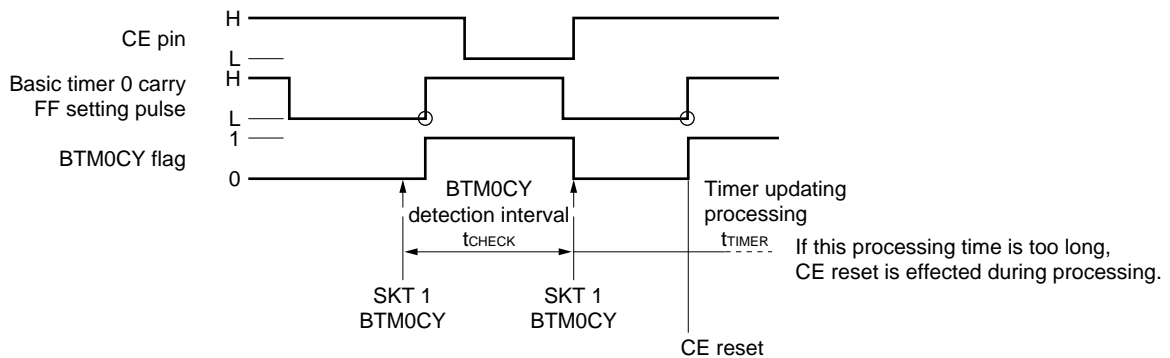 H
CE pin
L
Basic timer 0 carry
FF setting pulse
H
L
1
BTM0CY flag
0
BTM0CY
detection interval
tCHECK
Timer updating
processing
tTIMER
If this processing time is too long,
CE reset is effected during processing.
SKT 1
BTM0CY
SKT 1
BTM0CY
CE reset